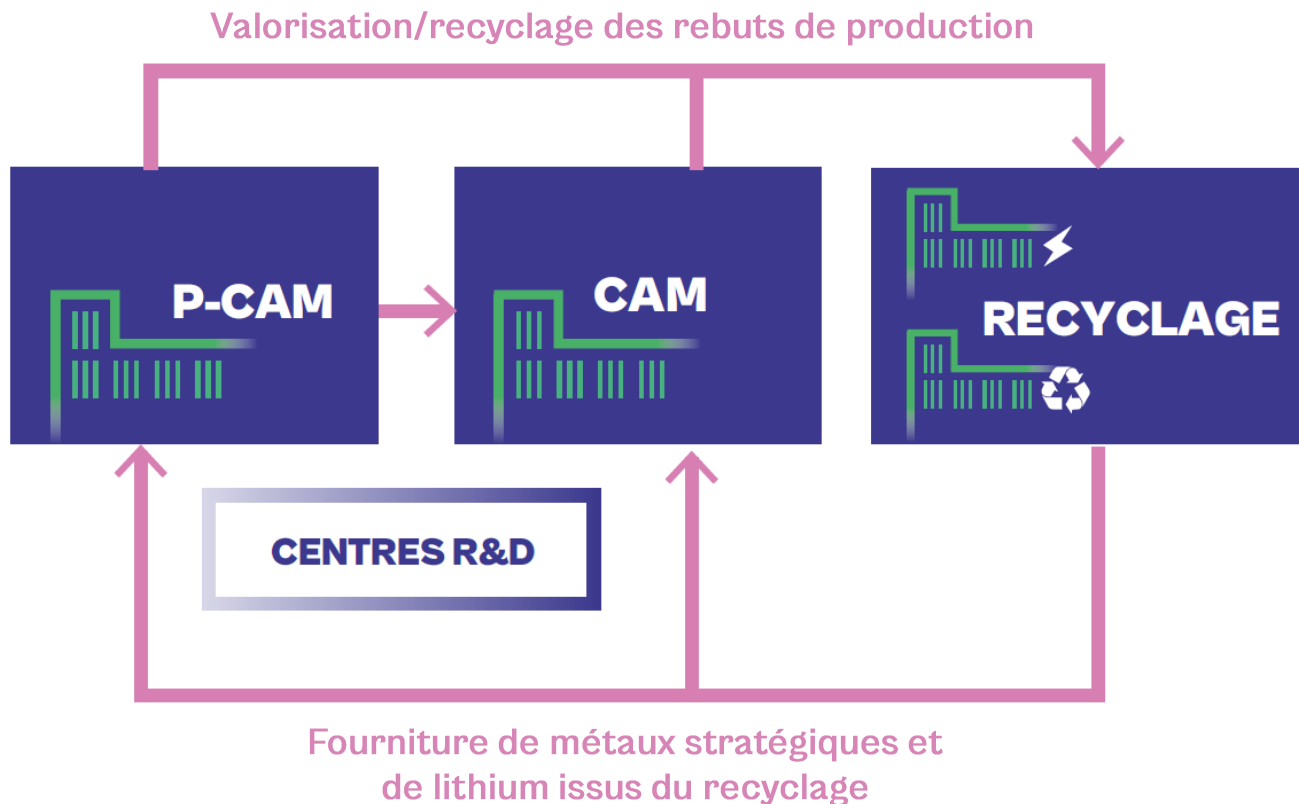 Valorisation/recyclage des rebuts de production
P-CAM
CAM
RECYCLAGE
CENTRES R&D
Fourniture de métaux stratégiques et
de lithium issus du recyclage